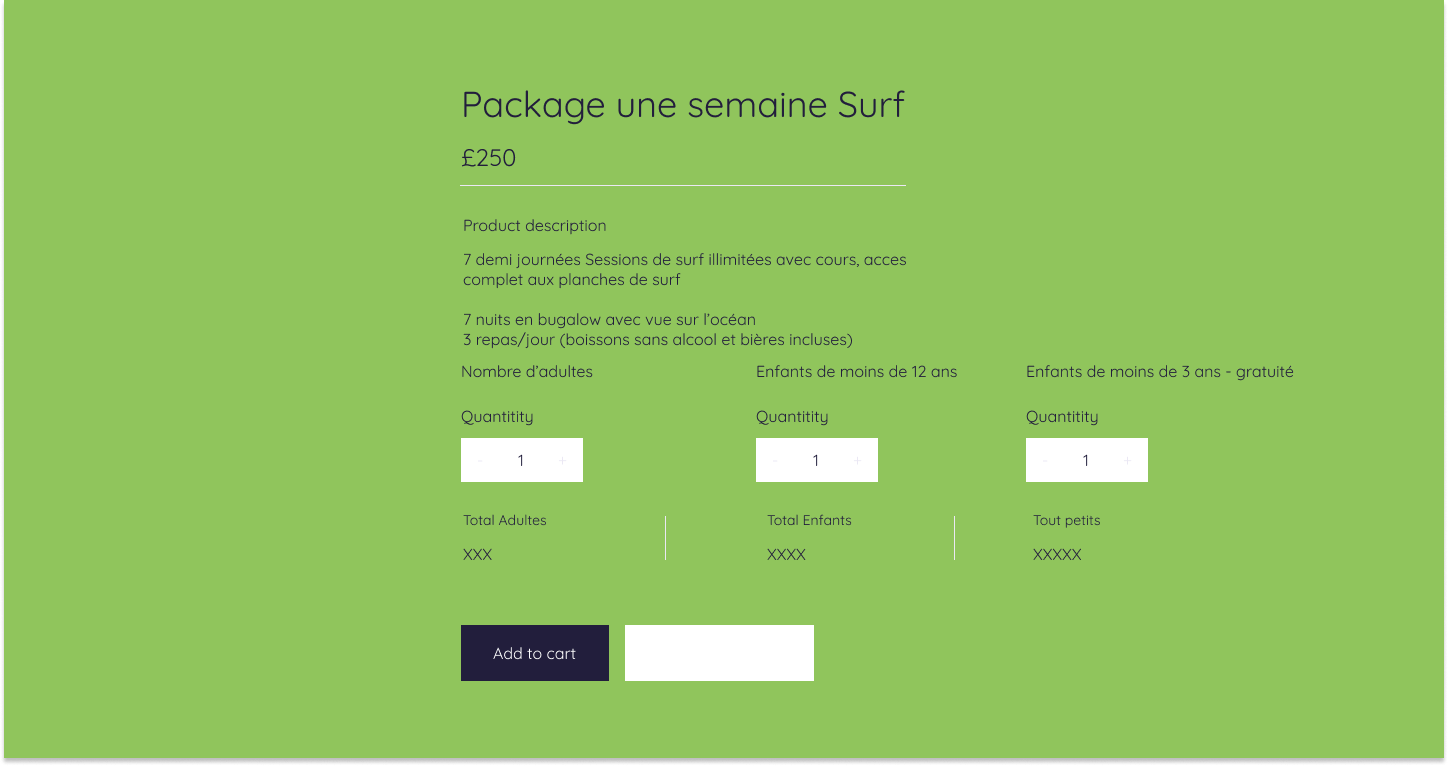 Package une semaine Surf
£250
Product description
7 demi journées Sessions de surf illimitées avec cours, acces
complet aux planches de surf
7 nuits en bugalow avec vue sur l’océan
3 repas/jour (boissons sans alcool et bières incluses)
Nombre d’adultes Enfants de moins de 12 ans Enfants de moins de 3 ans - gratuité
Quantitity Quantitity Quantitity
- 1 + - 1 + - 1 +
Total Adultes Total Enfants Tout petits
XXX XXXX XXXXX
Add to cart